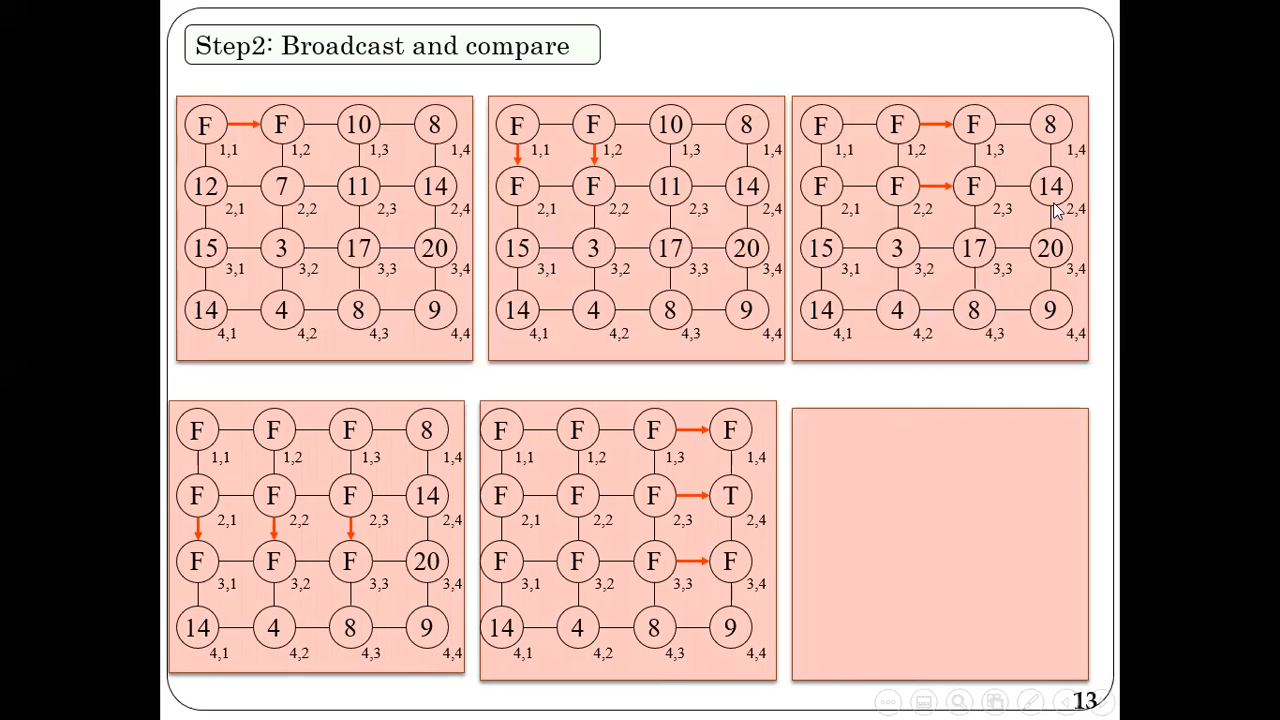 Step2: Broadcast and compare
F F 10 8
1,1 1,2 1,3 1,4
12 7 11 14
2,1 2,2 2,3 2,4
15 3 17 20
3,1 3,2 3,3 3,4
14 4 8 9
4,1 4,2 4,3 4,4
F F 10 8
1,1 1,2 1,3 1,4
F F 11 14
2,1 2,2 2,3 2,4
15 3 17 20
3,1 3,2 3,3 3,4
14 4 8 9
4,1 4,2 4,3 4,4
F F F 8
1,1 1,2 1,3 1,4
F F F 14
2,1 2,2 2,3 2,4
15 3 17 20
3,1 3,2 3,3 3,4
14 4 8 9
4,1 4,2 4,3 4,4
F F F 8
1,1 1,2 1,3 1,4
F F F 14
2,1 2,2 2,3 2,4
F F F 20
3,1 3,2 3,3 3,4
14 4 8 9
4,1 4,2 4,3 4,4
F F F F
1,1 1,2 1,3 1,4
F F F T
2,1 2,2 2,3 2,4
F F F F
3,1 3,2 3,3 3,4
14 4 8 9
4,1 4,2 4,3 4,4
13